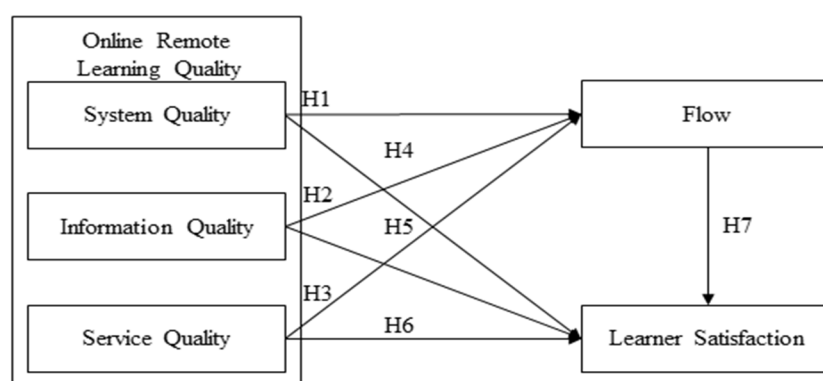 Online Remote
Learning Quality
System Quality
Information Quality
Service Quality
H1
H4
H2
H5
H3
H6
Flow
H7
Learner Satisfaction